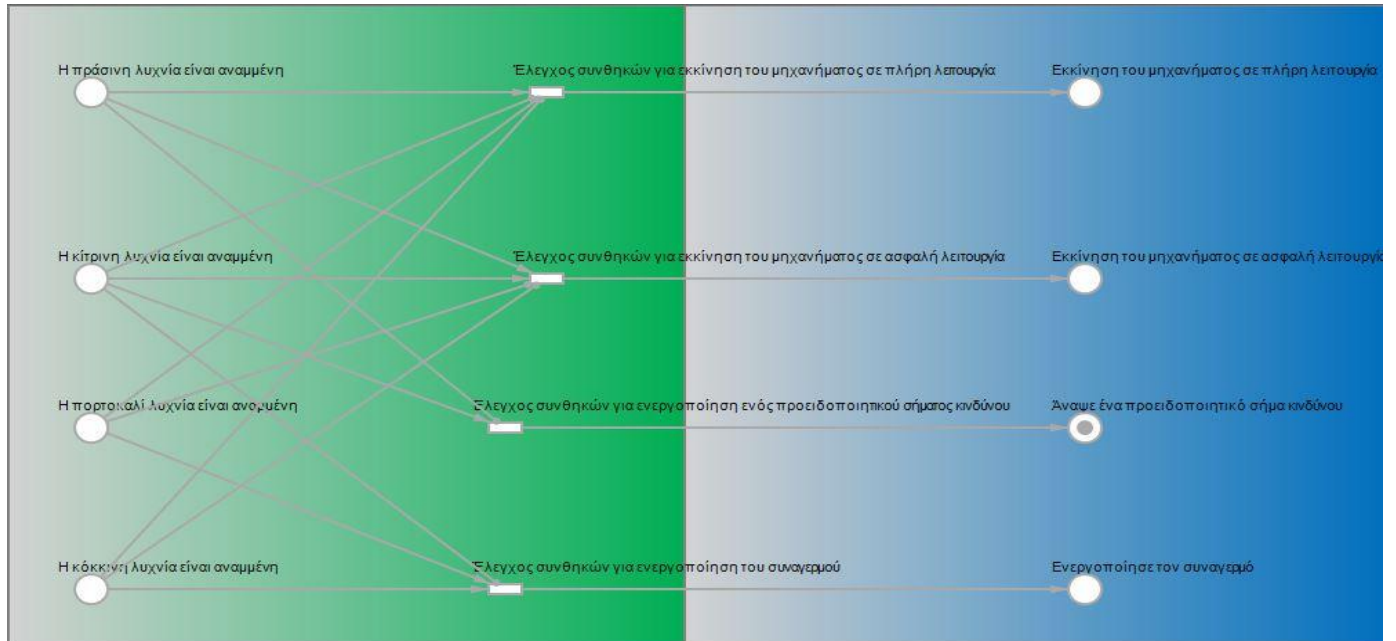 Η πράσινη λυχνία είναι αναμμένη
Έλεγχος συνθηκών για εκκίνηση του μηχανήματος σε πλήρη λειτουργία
Εκκίνηση του μηχανήματος σε πλήρη λειτουργία
Η κίτρινη λυχνία είναι αναμμένη
Έλεγχος συνθηκών για εκκίνηση του μηχανήματος σε ασφαλή λειτουργία
Εκκίνηση του μηχανήματος σε ασφαλή λειτουργία
Η πορτοκαλί λυχνία είναι αναμμένη
Έλεγχος συνθηκών για ενεργοποίηση ενός προειδοποιητικού σήματος κινδύνου
Άναψε ένα προειδοποιητικό σήμα κινδύνου
Η κόκκινη λυχνία είναι αναμμένη
Έλεγχος συνθηκών για ενεργοποίηση του συναγερμού
Ενεργοποίησε τον συναγερμό